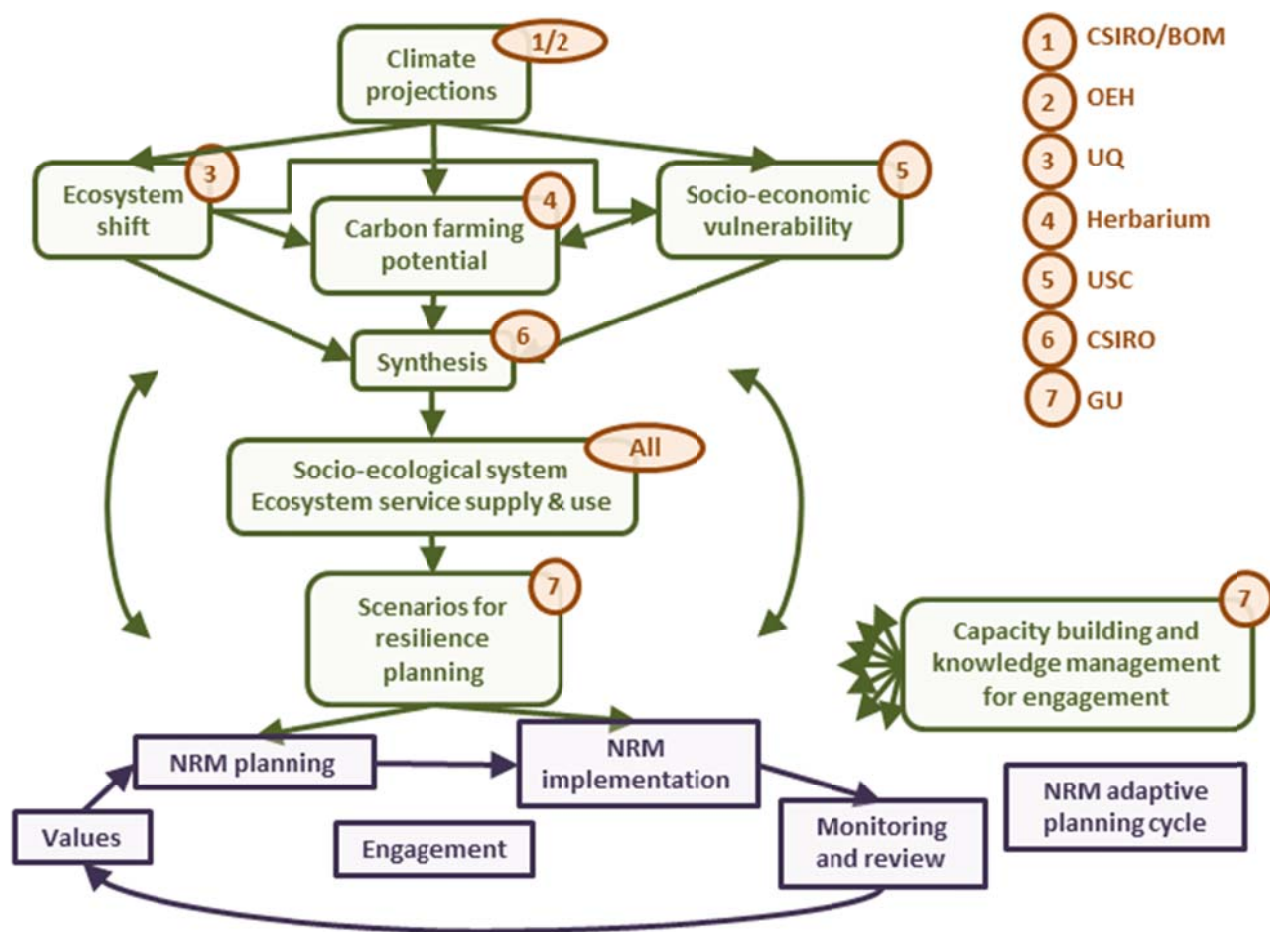 1/2
Climate
projections
1 CSIRO/BOM
2 OEH
3 UQ
4 Herbarium
5 USC
6 CSIRO
7 GU
3
Ecosystem
shift
4
Carbon farming
potential
5
Socio-economic
vulnerability
6
Synthesis
All
Socio-ecological system
Ecosystem service supply & use
7
Scenarios for
resilience
planning
7
Capacity building and
knowledge management
for engagement
NRM planning
NRM
implementation
Values
Engagement
Monitoring
and review
NRM adaptive
planning cycle